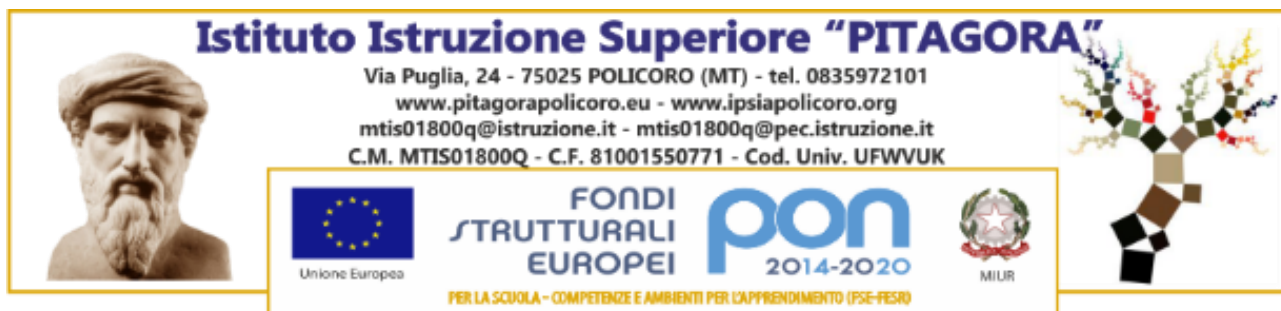 Istituto Istruzione Superiore “PITAGORA”
Via Puglia, 24 - 75025 POLICORO (MT) - tel. 0835972101
www.pitagorapolicoro.eu - www.ipsiapolicoro.org
mtis01800q@istruzione.it - mtis01800q@pec.istruzione.it
C.M. MTIS01800Q - C.F. 81001550771 - Cod. Univ. UFWVUK
Unione Europea
FONDI
STRUTTURALI
EUROPEI
pon
2014-2020
MIUR
PER LA SCUOLA - COMPETENZE E AMBIENTI PER L'APPRENDIMENTO (FSE-FESR)